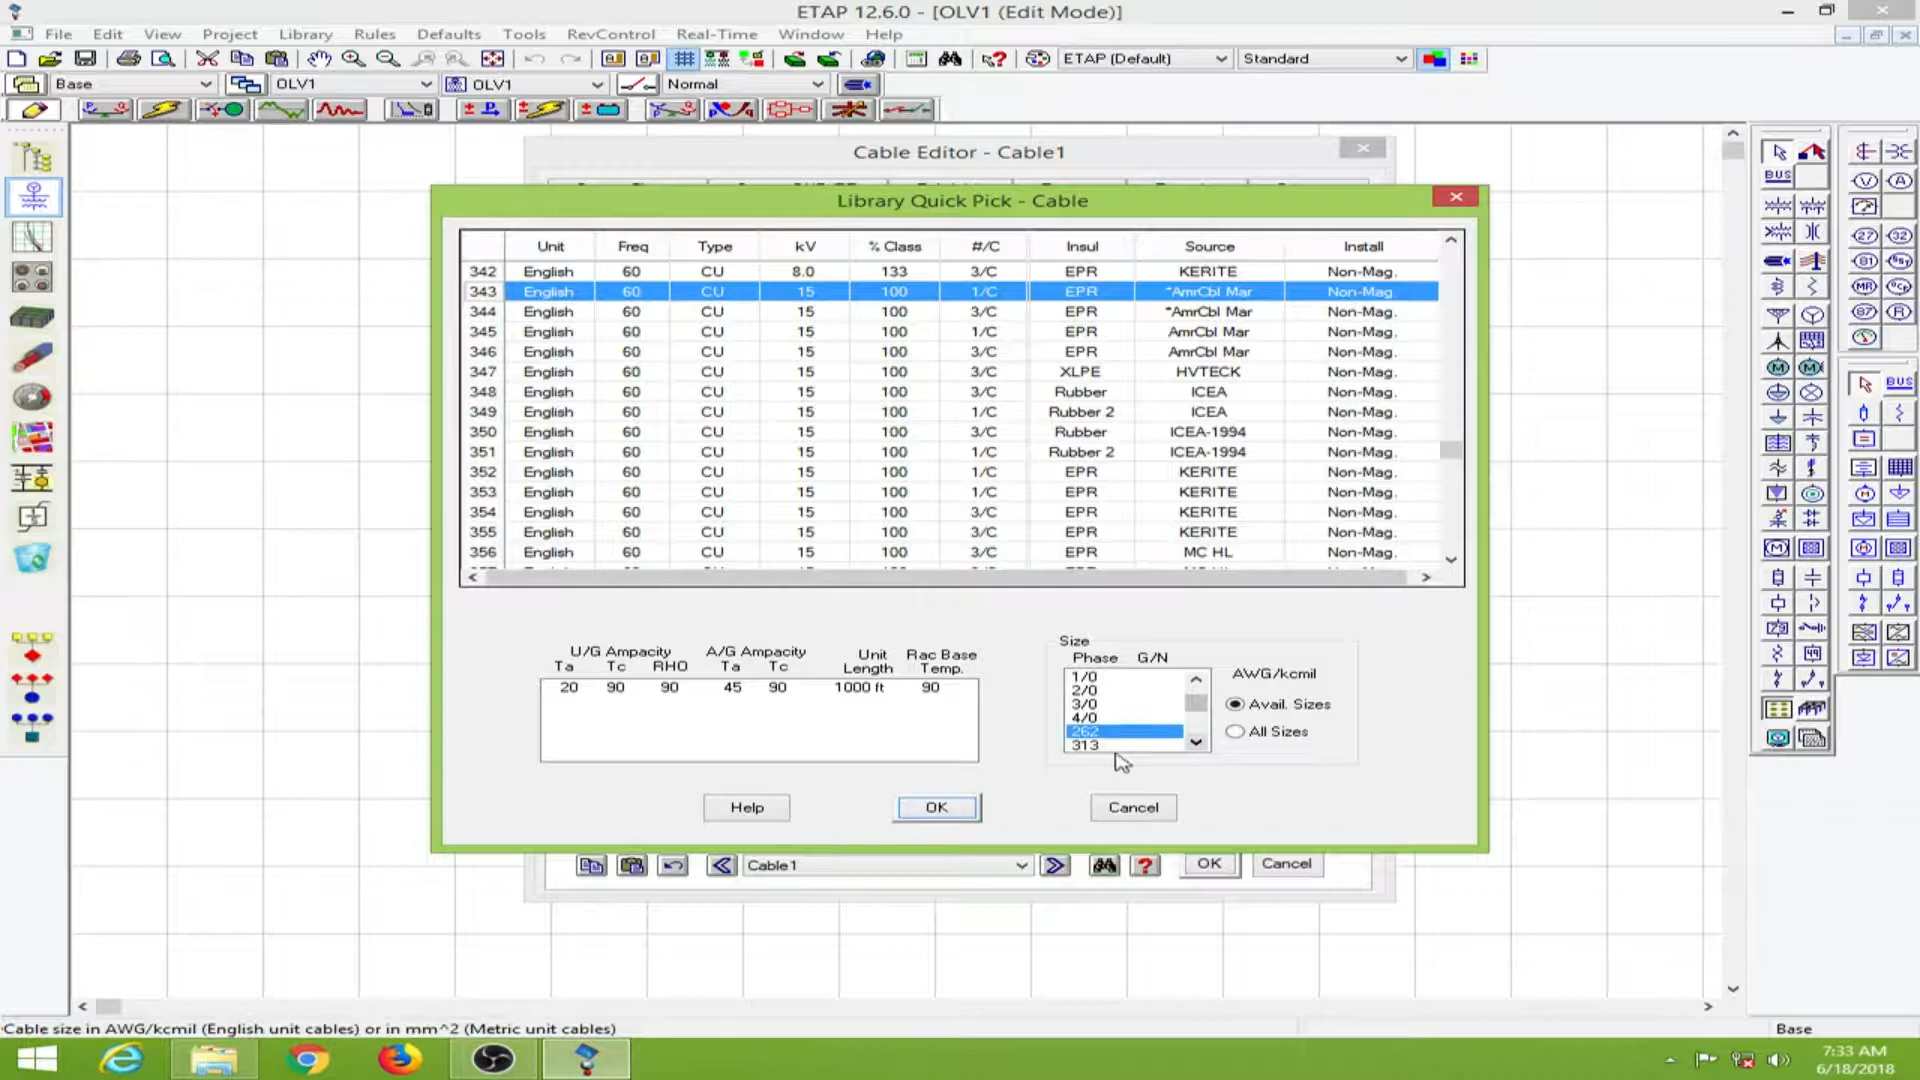 ETAP 12.6.0 - [OLV1 (Edit Mode)]
File Edit View Project Library Rules Defaults Tools RevControl Real-Time Window Help
ETAP (Default) Standard
Base OLV1 OLV1 Normal
Cable Editor - Cable1
Library Quick Pick - Cable
Unit Freq Type kV % Class #/C Insul Source Install
342 English 60 CU 8.0 133 3/C EPR KERITE Non-Mag.
343 English 60 CU 15 100 1/C EPR *AmrCbl Mar Non-Mag.
344 English 60 CU 15 100 3/C EPR *AmrCbl Mar Non-Mag.
345 English 60 CU 15 100 1/C EPR AmrCbl Mar Non-Mag.
346 English 60 CU 15 100 3/C EPR AmrCbl Mar Non-Mag.
347 English 60 CU 15 100 3/C XLPE HVTECK Non-Mag.
348 English 60 CU 15 100 3/C Rubber ICEA Non-Mag.
349 English 60 CU 15 100 1/C Rubber 2 ICEA Non-Mag.
350 English 60 CU 15 100 3/C Rubber ICEA-1994 Non-Mag.
351 English 60 CU 15 100 1/C Rubber 2 ICEA-1994 Non-Mag.
352 English 60 CU 15 100 1/C EPR KERITE Non-Mag.
353 English 60 CU 15 100 1/C EPR KERITE Non-Mag.
354 English 60 CU 15 100 3/C EPR KERITE Non-Mag.
355 English 60 CU 15 100 3/C EPR KERITE Non-Mag.
356 English 60 CU 15 100 3/C EPR MC HL Non-Mag.
U/G Ampacity A/G Ampacity Unit Rac Base
Ta Tc RHO Ta Tc Length Temp.
20 90 90 45 90 1000 ft 90
Size
Phase G/N
AWG/kcmil
1/0
2/0
3/0
4/0
262
313
Avail. Sizes
All Sizes
Help OK Cancel
Cable1 OK Cancel
BUS
BUS
Cable size in AWG/kcmil (English unit cables) or in mm^2 (Metric unit cables) Base
7:33 AM
6/18/2018